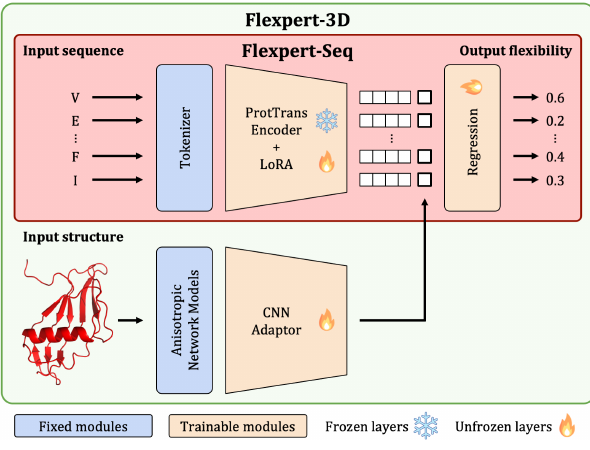 Flexpert-3D
Input sequence
Flexpert-Seq
Output flexibility
V
E
⋮
F
I
Tokenizer
ProtTrans
Encoder
+
LoRA
⋮
Regression
0.6
0.2
⋮
0.4
0.3
Input structure
Anisotropic
Network Models
CNN
Adaptor
Fixed modules
Trainable modules
Frozen layers
Unfrozen layers